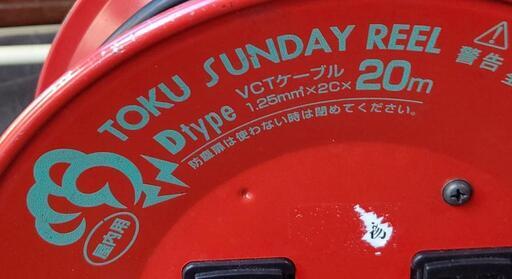 TOKU SUNDAY REEL
Dtype
VCTケーブル
1.25mm²×2C×20m
防塵扉は使わない時は閉めてください。
屋内用
警告